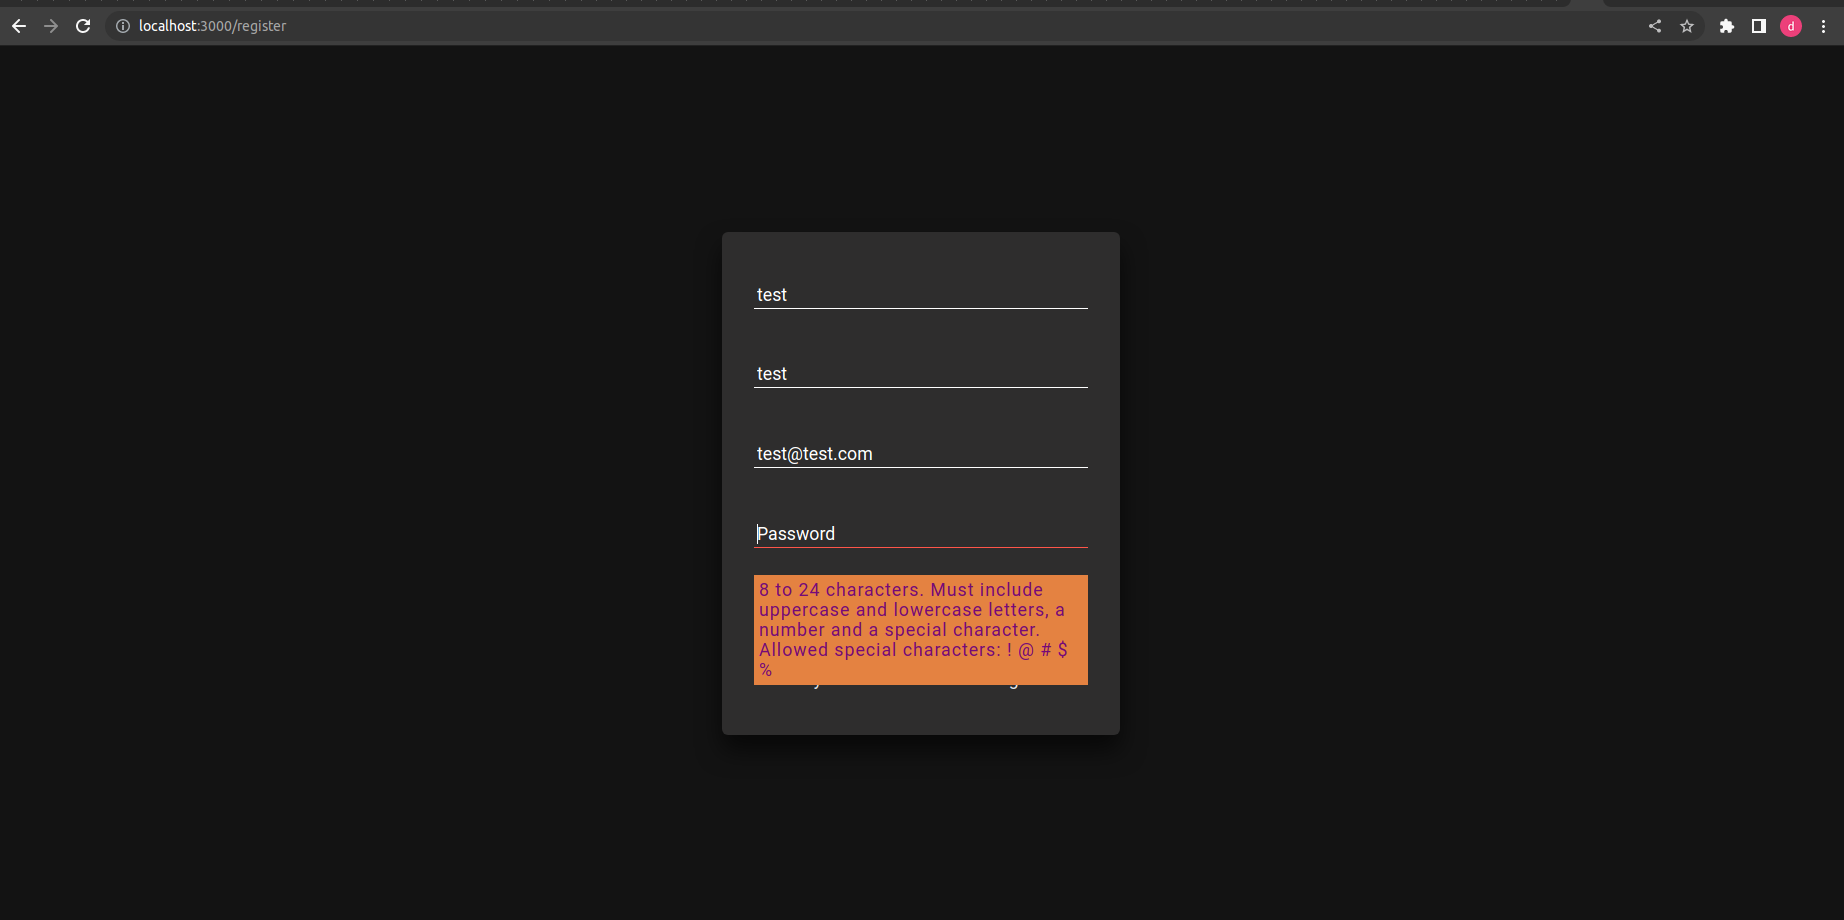 localhost:3000/register
d
test
test
test@test.com
Password
8 to 24 characters. Must include
uppercase and lowercase letters, a
number and a special character.
Allowed special characters: ! @ # $
%